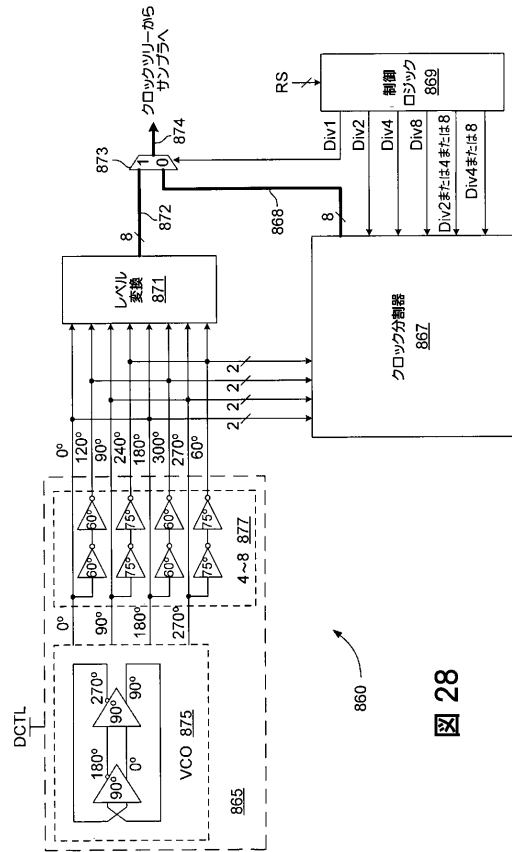 DCTL
270°
90°
90°
90°
180°
0°
VCO 875
865
0°
90°
180°
270°
60°
60°
75°
75°
60°
60°
75°
75°
4~8 877
0°
120°
90°
240°
180°
300°
270°
60°
2
2
2
2
レベル
変換
871
8
872
873
1
0
874
クロックツリーから
サンプラへ
868
8
クロック分割器
867
Div1
Div2
Div4
Div8
Div2または4または8
Div4または8
RS
制御
ロジック
869
860
図 28